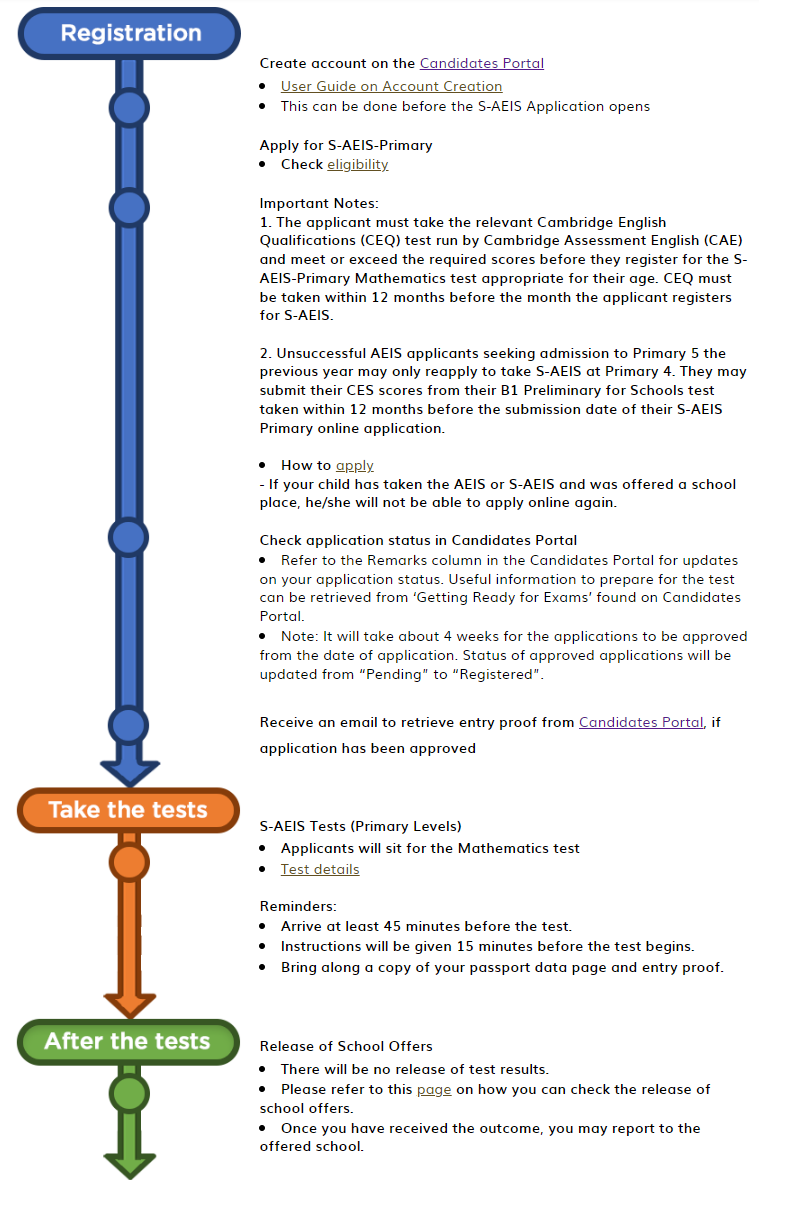 Registration
Create account on the Candidates Portal
• User Guide on Account Creation
• This can be done before the S-AEIS Application opens
Apply for S-AEIS-Primary
• Check eligibility
Important Notes:
1. The applicant must take the relevant Cambridge English
Qualifications (CEQ) test run by Cambridge Assessment English (CAE)
and meet or exceed the required scores before they register for the S-
AEIS-Primary Mathematics test appropriate for their age. CEQ must
be taken within 12 months before the month the applicant registers
for S-AEIS.
2. Unsuccessful AEIS applicants seeking admission to Primary 5 the
previous year may only reapply to take S-AEIS at Primary 4. They may
submit their CES scores from their B1 Preliminary for Schools test
taken within 12 months before the submission date of their S-AEIS
Primary online application.
• How to apply
- If your child has taken the AEIS or S-AEIS and was offered a school
place, he/she will not be able to apply online again.
Check application status in Candidates Portal
• Refer to the Remarks column in the Candidates Portal for updates
on your application status. Useful information to prepare for the test
can be retrieved from ‘Getting Ready for Exams’ found on Candidates
Portal.
• Note: It will take about 4 weeks for the applications to be approved
from the date of application. Status of approved applications will be
updated from “Pending” to “Registered”.
Receive an email to retrieve entry proof from Candidates Portal, if
application has been approved
Take the tests
S-AEIS Tests (Primary Levels)
• Applicants will sit for the Mathematics test
• Test details
Reminders:
• Arrive at least 45 minutes before the test.
• Instructions will be given 15 minutes before the test begins.
• Bring along a copy of your passport data page and entry proof.
After the tests
Release of School Offers
• There will be no release of test results.
• Please refer to this page on how you can check the release of
school offers.
• Once you have received the outcome, you may report to the
offered school.